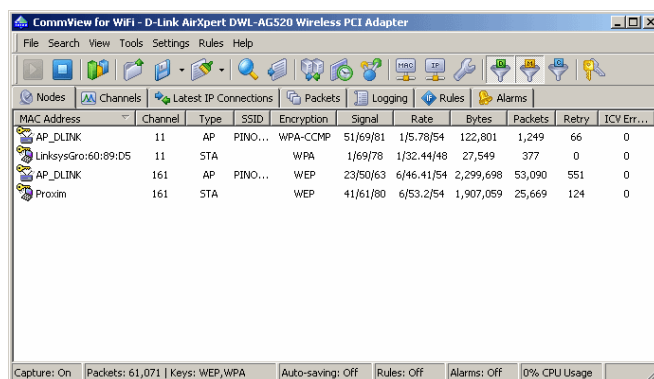 CommView for WiFi - D-Link AirXpert DWL-AG520 Wireless PCI Adapter
File Search View Tools Settings Rules Help
MAC IP D M C
Nodes Channels Latest IP Connections Packets Logging IP Rules Alarms
MAC Address Channel Type SSID Encryption Signal Rate Bytes Packets Retry ICV Err...
AP_DLINK 11 AP PINO... WPA-CCMP 51/69/81 1/5.78/54 122,801 1,249 66 0
LinksysGro:60:89:D5 11 STA WPA 1/69/78 1/32.44/48 27,549 377 0 0
AP_DLINK 161 AP PINO... WEP 23/50/63 6/46.41/54 2,299,698 53,090 551 0
Proxim 161 STA WEP 41/61/80 6/53.2/54 1,907,059 25,669 124 0
Capture: On Packets: 61,071 | Keys: WEP,WPA Auto-saving: Off Rules: Off Alarms: Off 0% CPU Usage